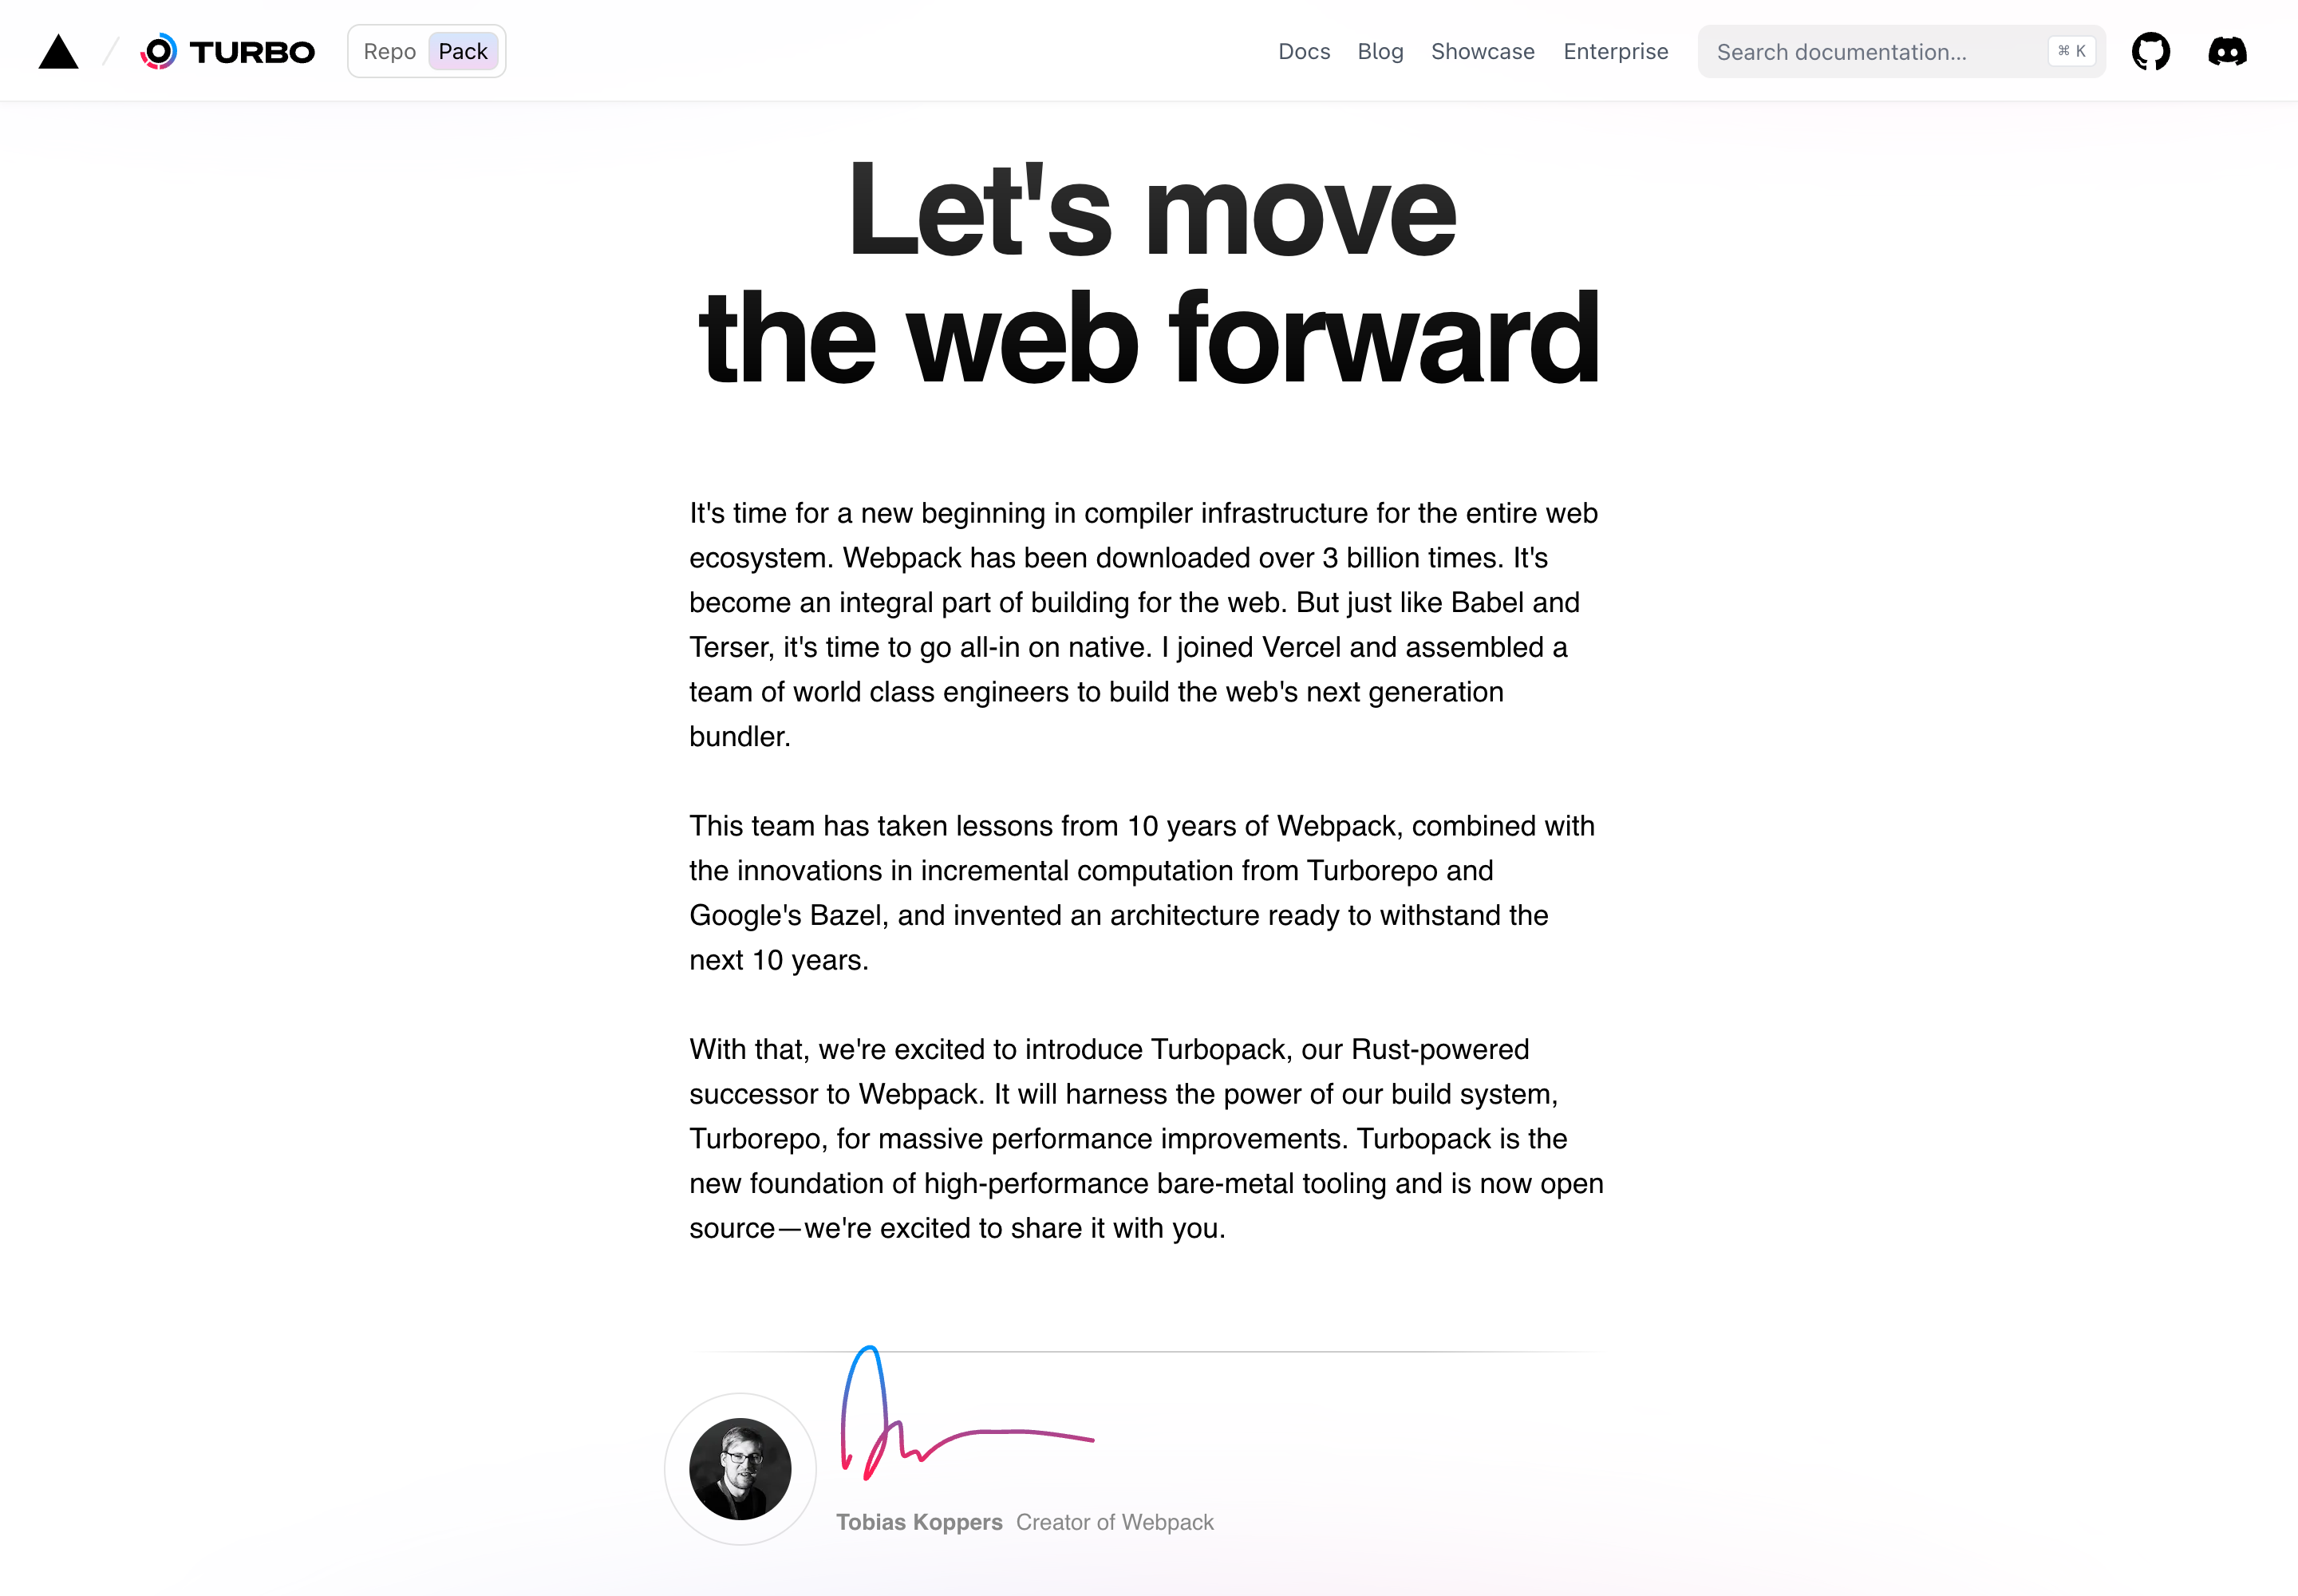 TURBO
Repo Pack
Docs Blog Showcase Enterprise
Search documentation... ⌘ K
Let's move
the web forward
It's time for a new beginning in compiler infrastructure for the entire web
ecosystem. Webpack has been downloaded over 3 billion times. It's
become an integral part of building for the web. But just like Babel and
Terser, it's time to go all-in on native. I joined Vercel and assembled a
team of world class engineers to build the web's next generation
bundler.
This team has taken lessons from 10 years of Webpack, combined with
the innovations in incremental computation from Turborepo and
Google's Bazel, and invented an architecture ready to withstand the
next 10 years.
With that, we're excited to introduce Turbopack, our Rust-powered
successor to Webpack. It will harness the power of our build system,
Turborepo, for massive performance improvements. Turbopack is the
new foundation of high-performance bare-metal tooling and is now open
source—we're excited to share it with you.
Tobias Koppers Creator of Webpack